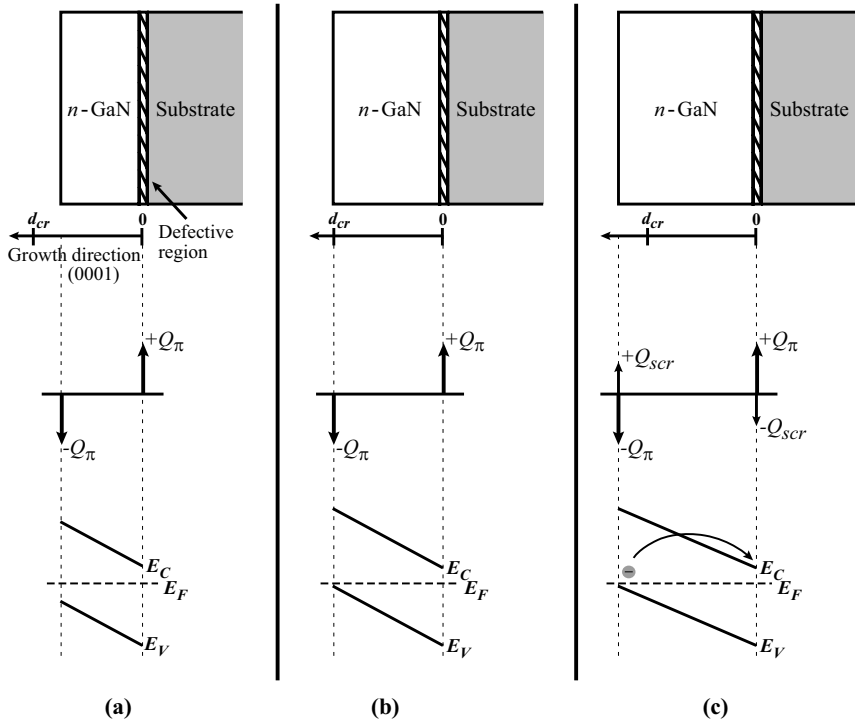 n-GaN
Substrate
d_cr
0
Growth direction
(0001)
Defective
region
+Q_π
-Q_π
E_C
E_F
E_V
(a)
n-GaN
Substrate
d_cr
0
+Q_π
-Q_π
E_C
E_F
E_V
(b)
n-GaN
Substrate
d_cr
0
+Q_scr
+Q_π
-Q_π
-Q_scr
−
E_C
E_F
E_V
(c)